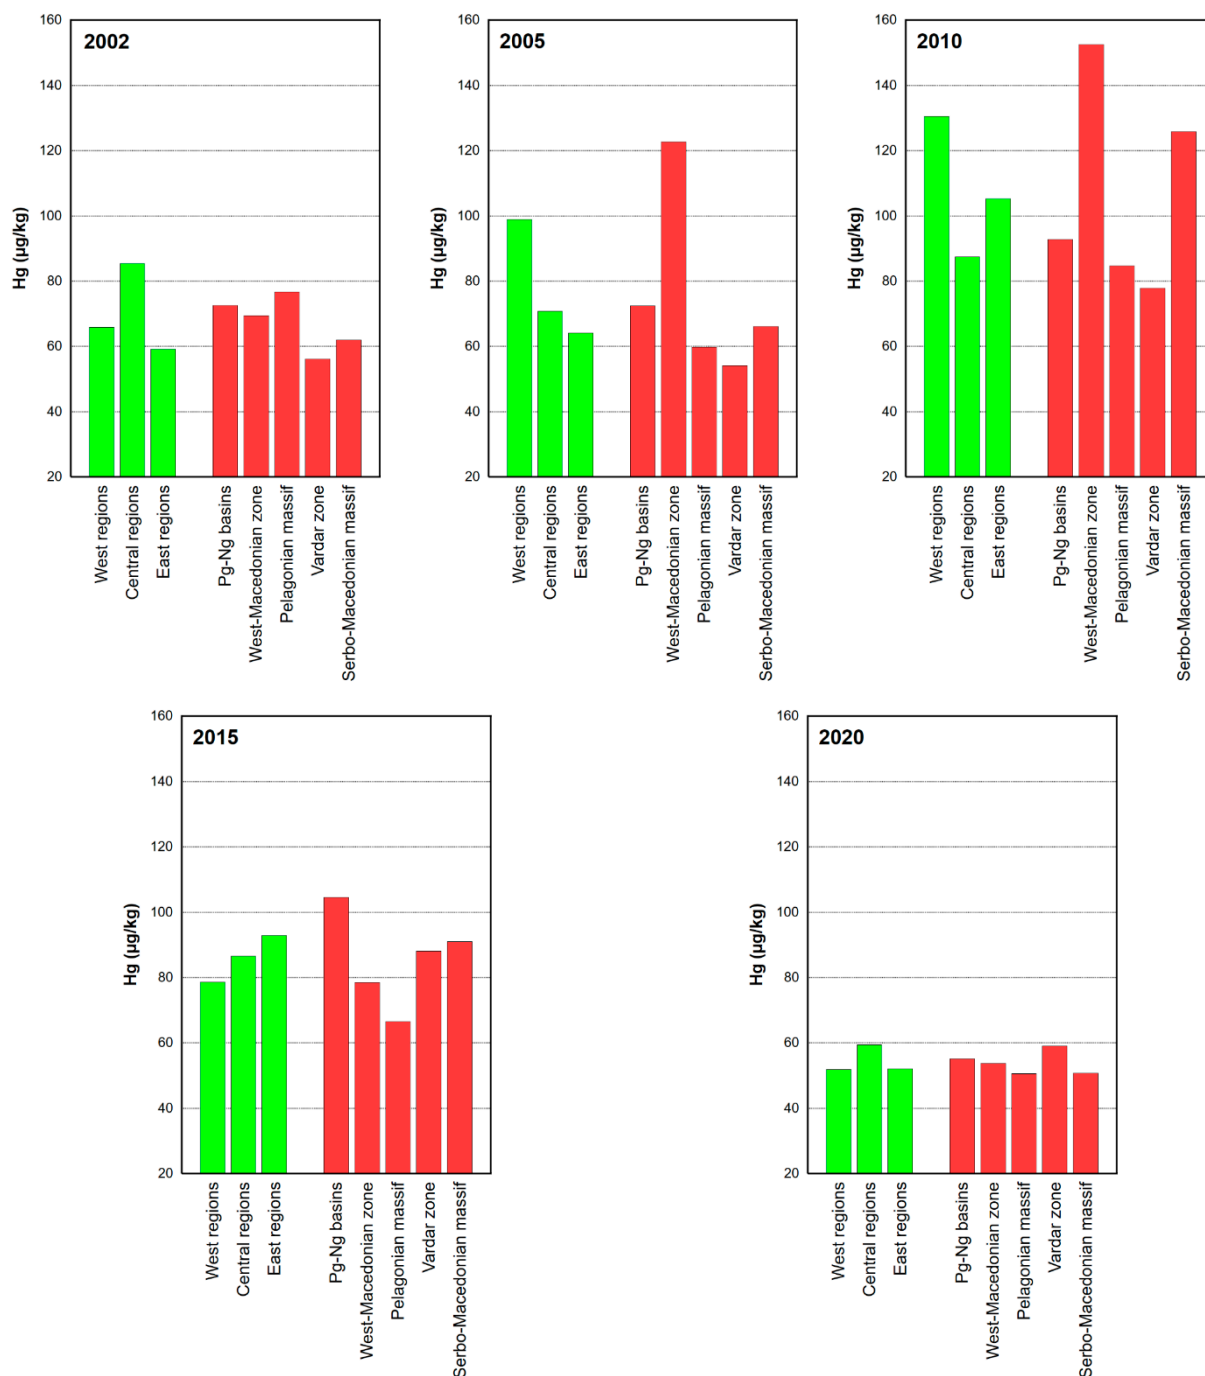 2002
Hg (µg/kg)
160
140
120
100
80
60
40
20
West regions
Central regions
East regions
Pg-Ng basins
West-Macedonian zone
Pelagonian massif
Vardar zone
Serbo-Macedonian massif
2005
Hg (µg/kg)
160
140
120
100
80
60
40
20
West regions
Central regions
East regions
Pg-Ng basins
West-Macedonian zone
Pelagonian massif
Vardar zone
Serbo-Macedonian massif
2010
Hg (µg/kg)
160
140
120
100
80
60
40
20
West regions
Central regions
East regions
Pg-Ng basins
West-Macedonian zone
Pelagonian massif
Vardar zone
Serbo-Macedonian massif
2015
Hg (µg/kg)
160
140
120
100
80
60
40
20
West regions
Central regions
East regions
Pg-Ng basins
West-Macedonian zone
Pelagonian massif
Vardar zone
Serbo-Macedonian massif
2020
Hg (µg/kg)
160
140
120
100
80
60
40
20
West regions
Central regions
East regions
Pg-Ng basins
West-Macedonian zone
Pelagonian massif
Vardar zone
Serbo-Macedonian massif